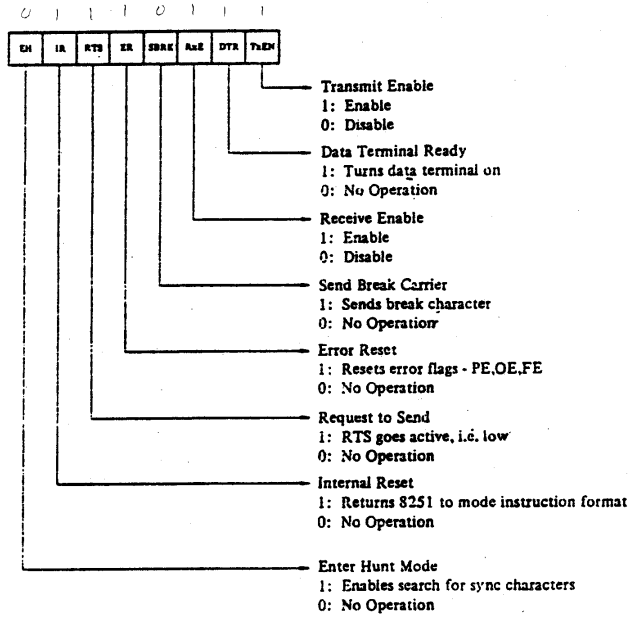 0 1 1 1 0 1 1 1
EH IR RTS ER SBRK RxE DTR TxEN
Transmit Enable
1: Enable
0: Disable
Data Terminal Ready
1: Turns data terminal on
0: No Operation
Receive Enable
1: Enable
0: Disable
Send Break Carrier
1: Sends break character
0: No Operation
Error Reset
1: Resets error flags - PE,OE,FE
0: No Operation
Request to Send
1: RTS goes active, i.e. low
0: No Operation
Internal Reset
1: Returns 8251 to mode instruction format
0: No Operation
Enter Hunt Mode
1: Enables search for sync characters
0: No Operation